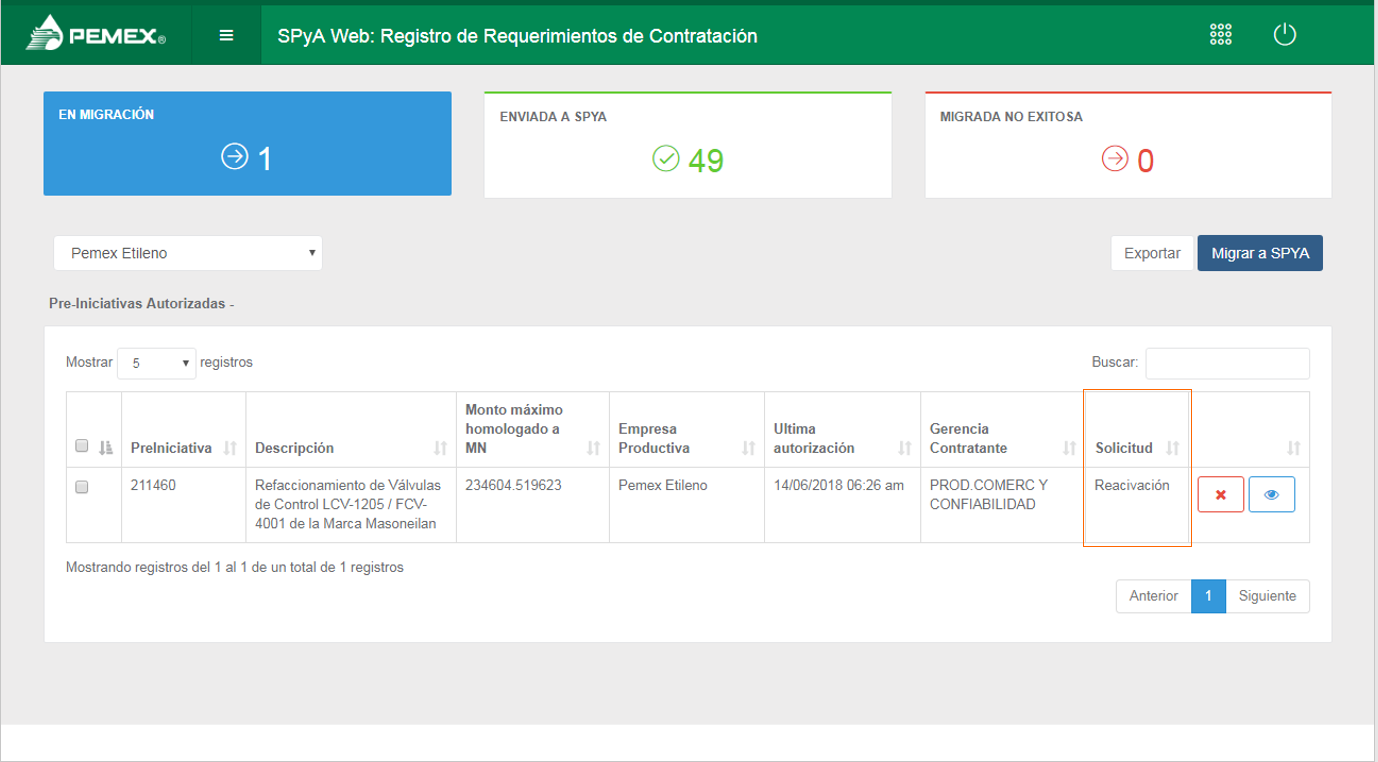 PEMEX®
SPyA Web: Registro de Requerimientos de Contratación
EN MIGRACIÓN
1
ENVIADA A SPYA
49
MIGRADA NO EXITOSA
0
Pemex Etileno
Exportar
Migrar a SPYA
Pre-Iniciativas Autorizadas -
Mostrar 5 registros
Buscar:
PreIniciativa
Descripción
Monto máximo
homologado a
MN
Empresa
Productiva
Ultima
autorización
Gerencia
Contratante
Solicitud
211460
Refaccionamiento de Válvulas
de Control LCV-1205 / FCV-
4001 de la Marca Masoneilan
234604.519623
Pemex Etileno
14/06/2018 06:26 am
PROD.COMERC Y
CONFIABILIDAD
Reacivación
Mostrando registros del 1 al 1 de un total de 1 registros
Anterior
1
Siguiente